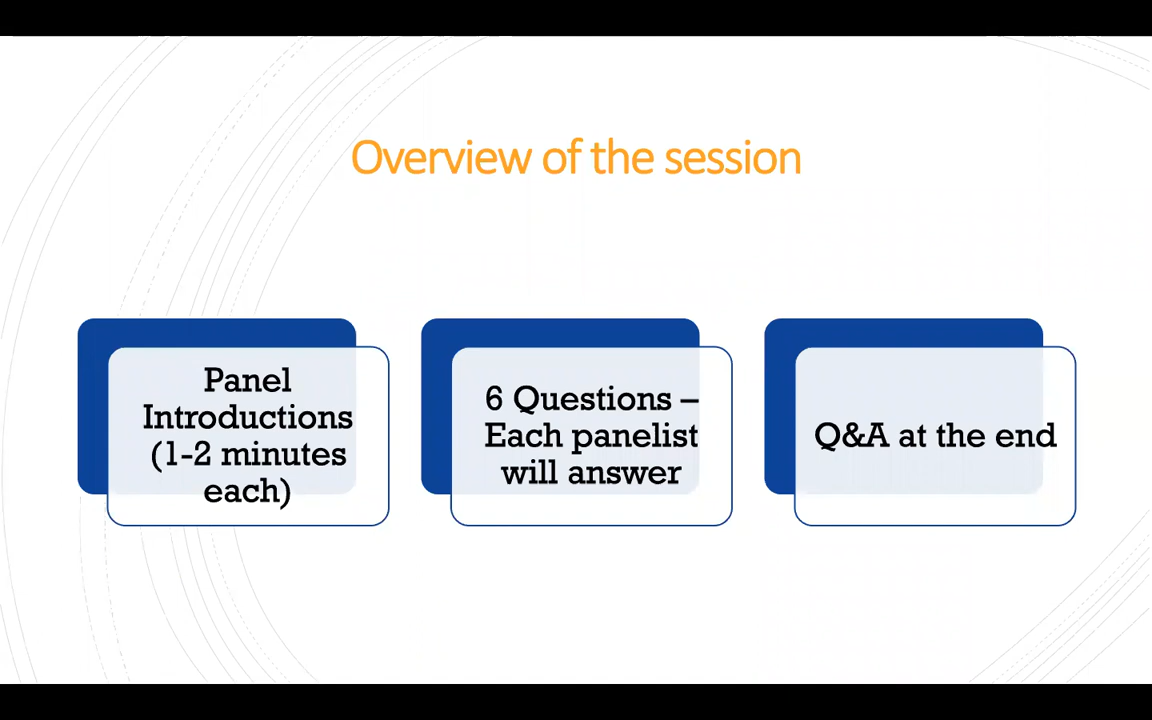 Overview of the session
Panel
Introductions
(1-2 minutes
each)
6 Questions –
Each panelist
will answer
Q&A at the end